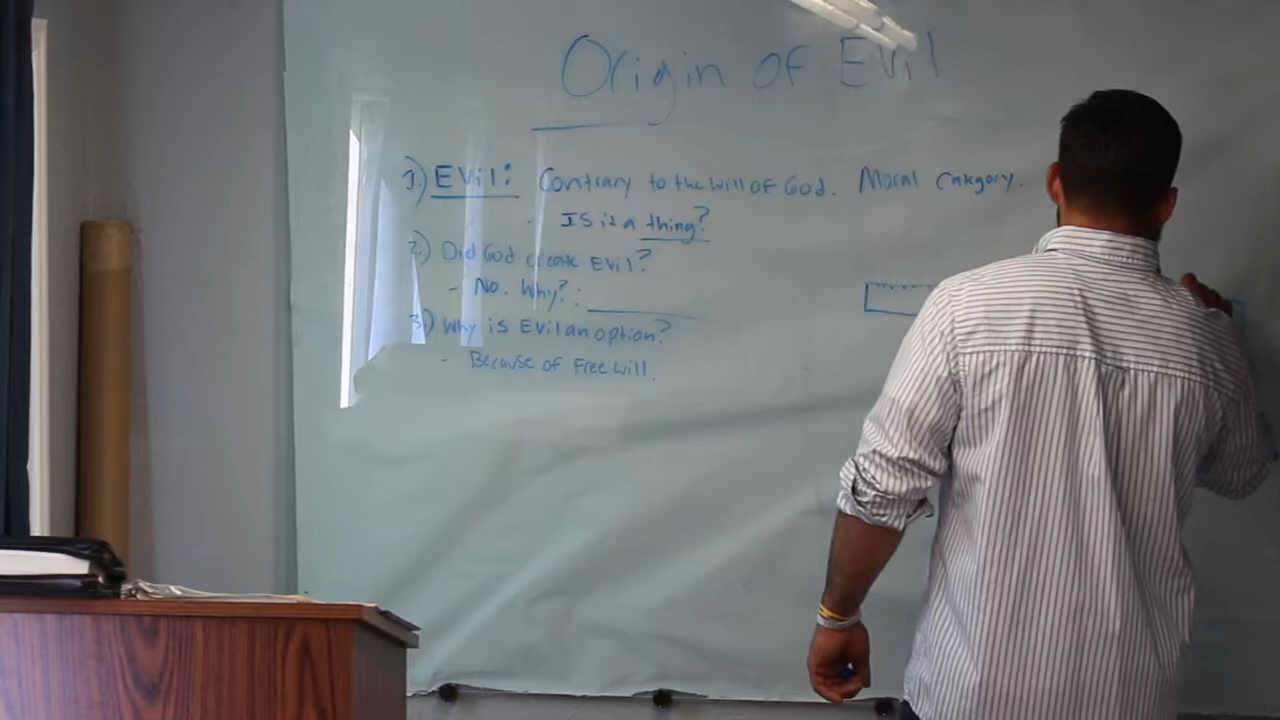 Origin of Evil
1.) Evil: Contrary to the will of God. Moral Category.
- Is it a thing?
2.) Did God create Evil?
- No. Why?:
3.) Why is Evil an option?
- Because of Free Will.